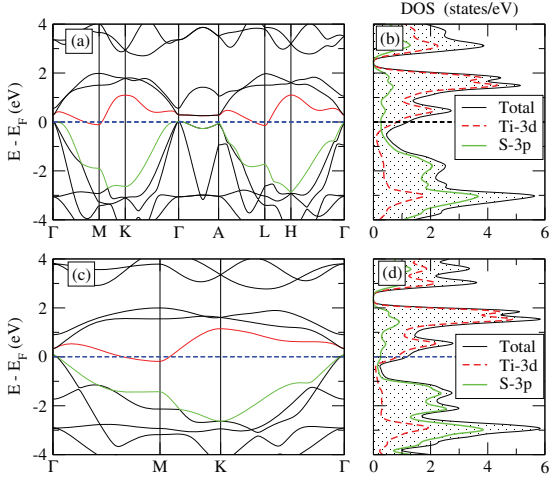 DOS (states/eV)
4
2
0
-2
-4
E - E_F (eV)
(a)
(b)
Total
Ti-3d
S-3p
Γ M K Γ A L H Γ
0 2 4 6
4
2
0
-2
-4
E - E_F (eV)
(c)
(d)
Total
Ti-3d
S-3p
Γ M K Γ
0 2 4 6